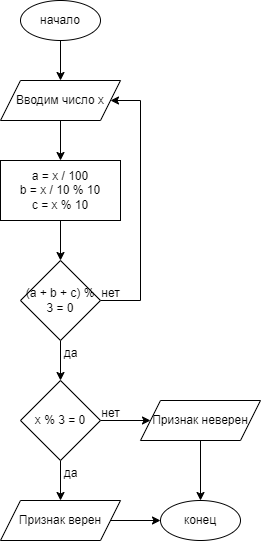 начало
Вводим число x
a = x / 100
b = x / 10 % 10
c = x % 10
(a + b + c) %
3 = 0
нет
да
x % 3 = 0
нет
Признак неверен
да
Признак верен
конец